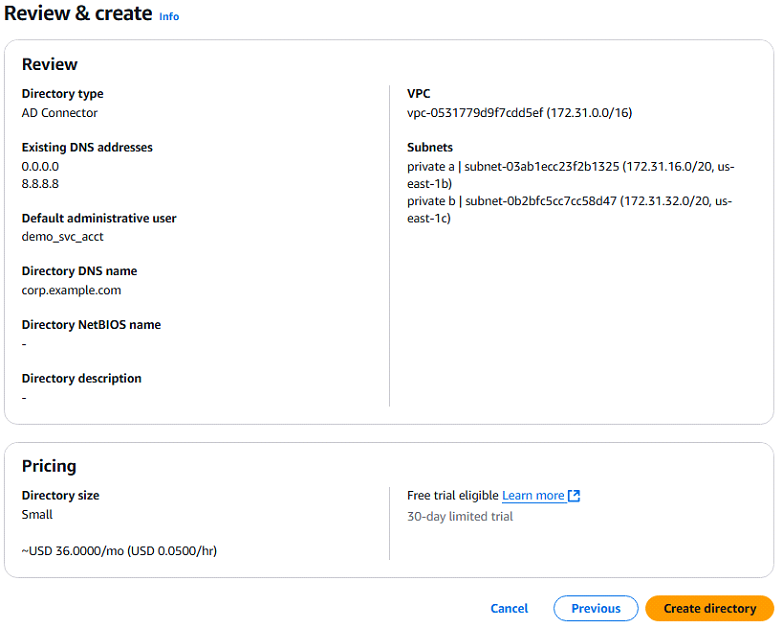 Review & create Info
Review
Directory type
AD Connector
Existing DNS addresses
0.0.0.0
8.8.8.8
Default administrative user
demo_svc_acct
Directory DNS name
corp.example.com
Directory NetBIOS name
-
Directory description
-
VPC
vpc-0531779d9f7cdd5ef (172.31.0.0/16)
Subnets
private a | subnet-03ab1ecc23f2b1325 (172.31.16.0/20, us-
east-1b)
private b | subnet-0b2bfc5cc7cc58d47 (172.31.32.0/20, us-
east-1c)
Pricing
Directory size
Small
~USD 36.0000/mo (USD 0.0500/hr)
Free trial eligible Learn more
30-day limited trial
Cancel
Previous
Create directory